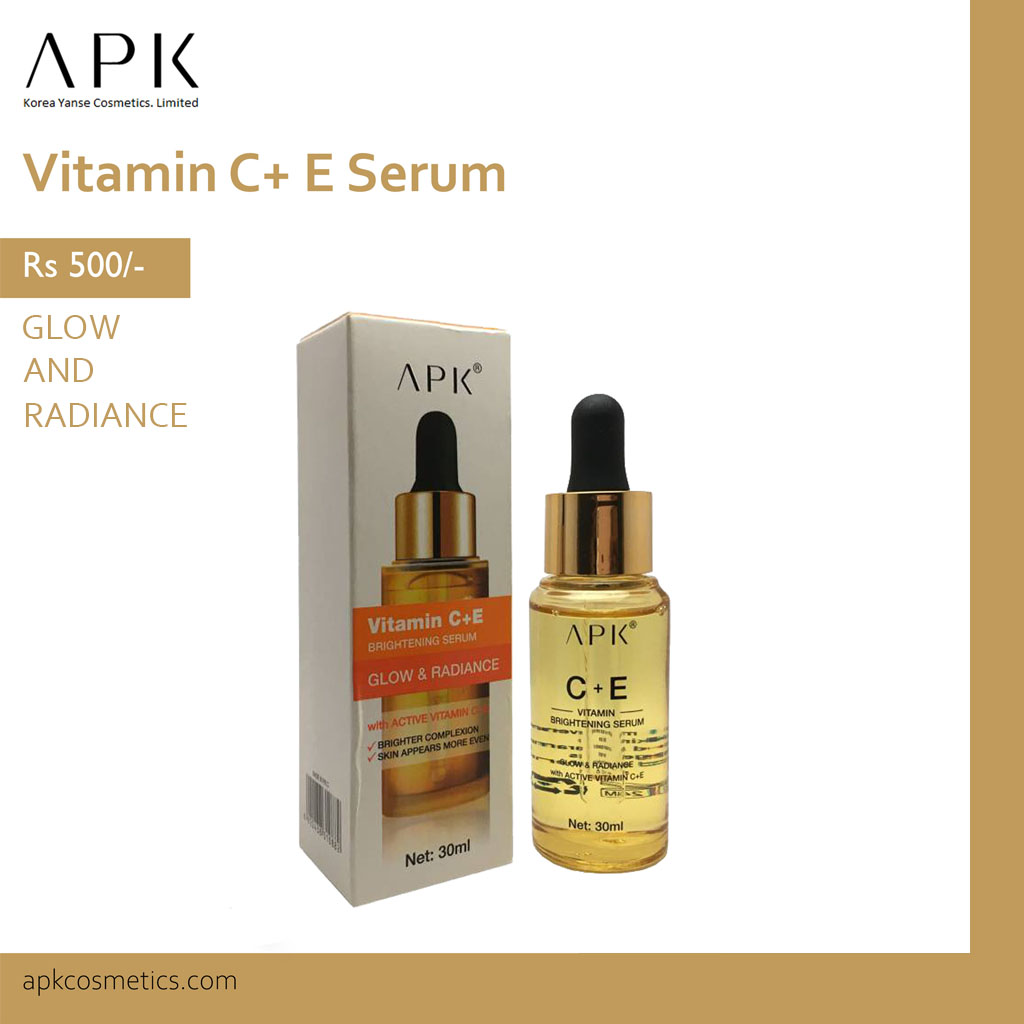 APK
Korea Yanse Cosmetics. Limited
Vitamin C+ E Serum
Rs 500/-
GLOW
AND
RADIANCE
APK®
Vitamin C+E
BRIGHTENING SERUM
GLOW & RADIANCE
with ACTIVE VITAMIN
✓ BRIGHTER COMPLEXION
✓ SKIN APPEARS MORE EVEN
Net: 30ml
APK®
C + E
VITAMIN
BRIGHTENING SERUM
GLOW & RADIANCE
with ACTIVE VITAMIN C+E
Net: 30ml
apkcosmetics.com